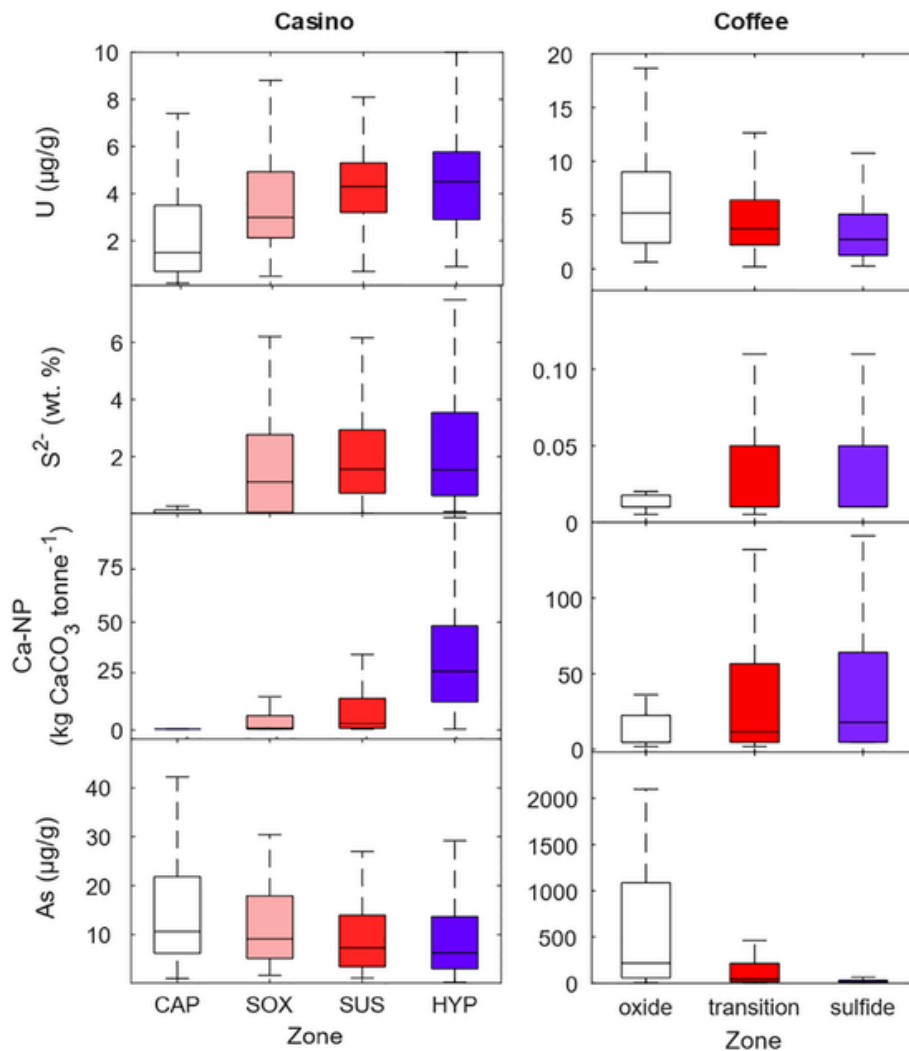 Casino
Coffee
U (µg/g)
10
8
6
4
2
20
15
10
5
0
S²⁻ (wt. %)
6
4
2
0.10
0.05
0
Ca-NP
(kg CaCO₃ tonne⁻¹)
75
50
25
0
100
50
0
As (µg/g)
40
30
20
10
2000
1500
1000
500
0
CAP SOX SUS HYP
Zone
oxide transition sulfide
Zone